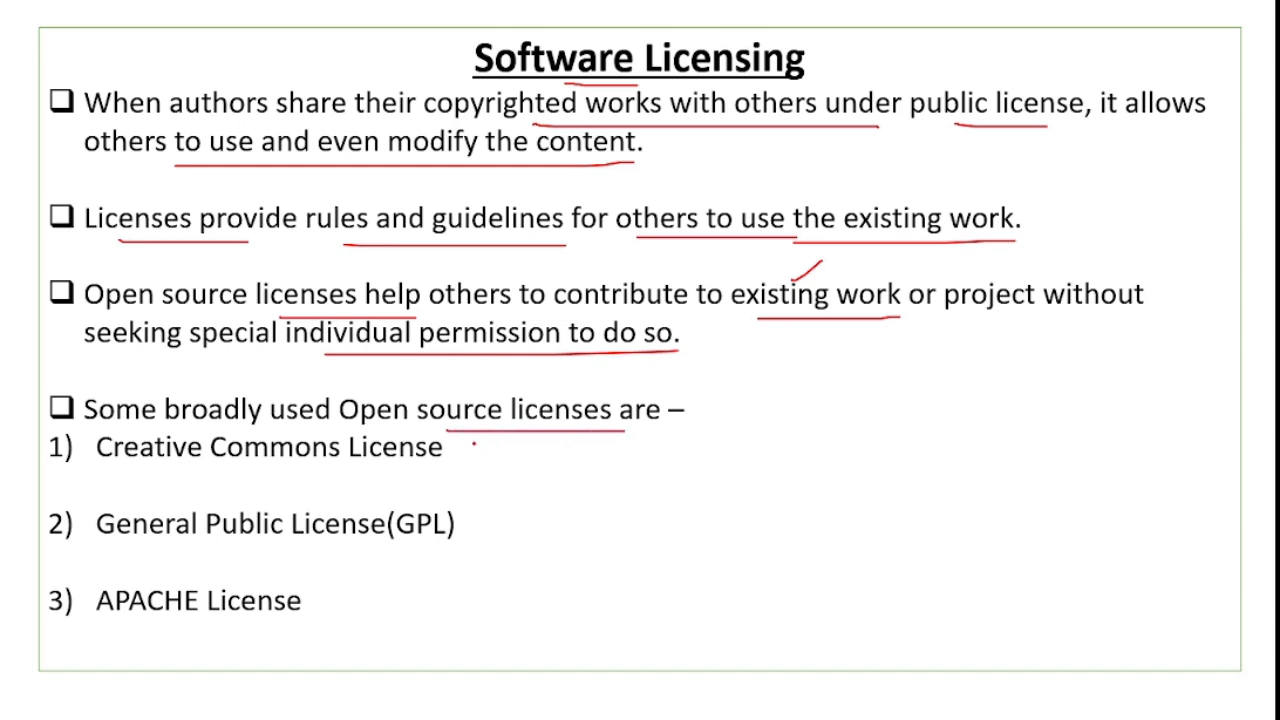 Software Licensing
❑ When authors share their copyrighted works with others under public license, it allows
others to use and even modify the content.
❑ Licenses provide rules and guidelines for others to use the existing work.
❑ Open source licenses help others to contribute to existing work or project without
seeking special individual permission to do so.
❑ Some broadly used Open source licenses are –
1) Creative Commons License
2) General Public License(GPL)
3) APACHE License